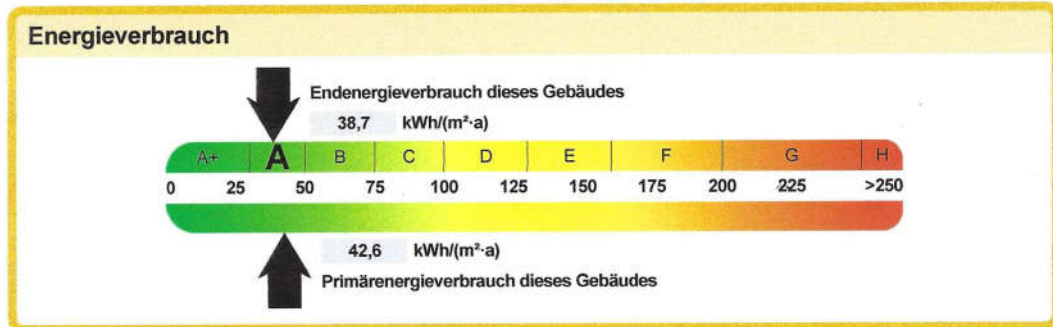 Energieverbrauch
Endenergieverbrauch dieses Gebäudes
38,7 kWh/(m²·a)
A+ A B C D E F G H
0 25 50 75 100 125 150 175 200 225 >250
42,6 kWh/(m²·a)
Primärenergieverbrauch dieses Gebäudes